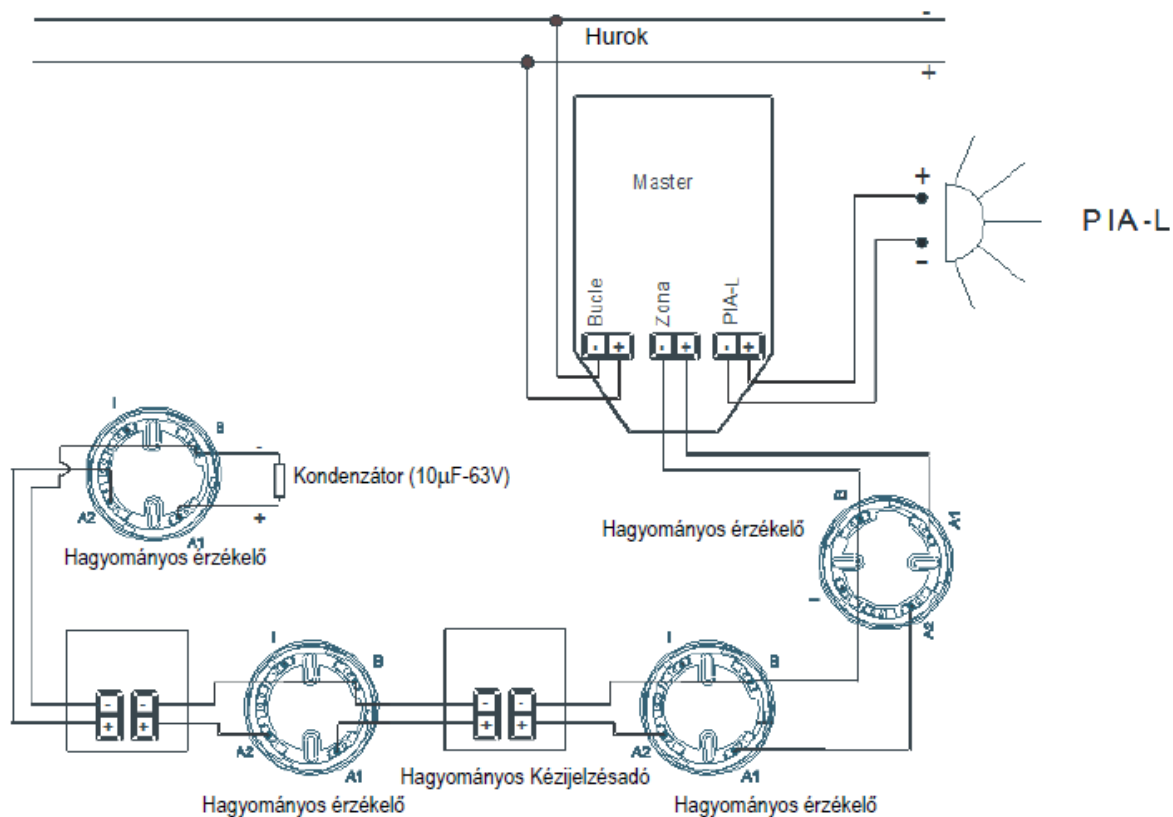 -
Hurok
+
Master
+
PIA-L
-
Bucle
Zona
PIA-L
- +
- +
- +
I
B
-
Kondenzátor (10µF-63V)
+
A2
A1
Hagyományos érzékelő
B
A1
Hagyományos érzékelő
I
A2
I
B
I
B
- -
+ +
- -
+ +
A2
A1
A2
A1
Hagyományos Kézijelzésadó
Hagyományos érzékelő
Hagyományos érzékelő